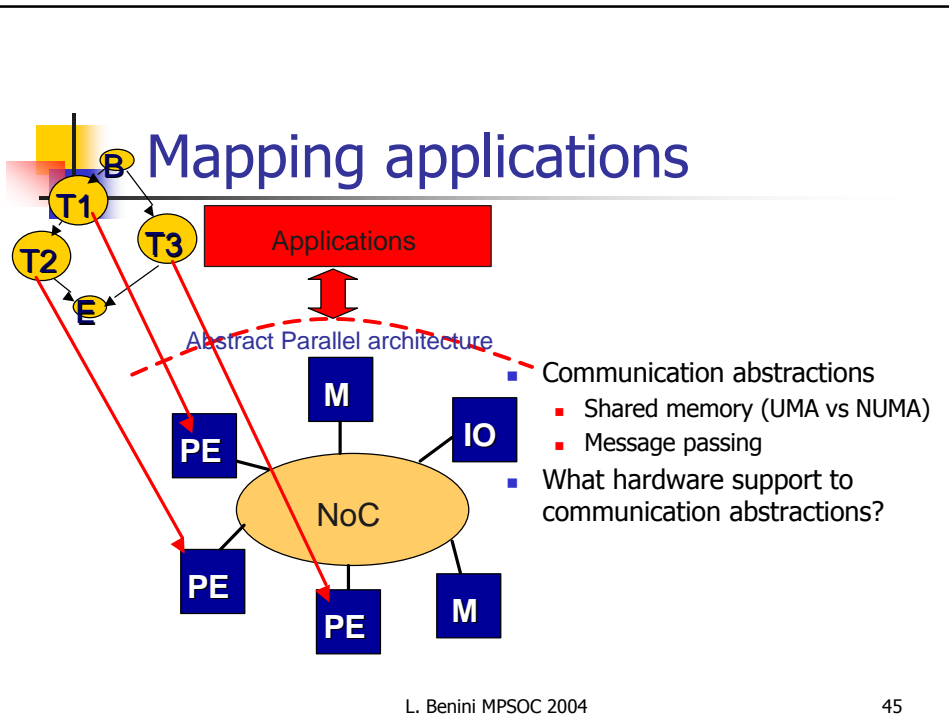 Mapping applications
B
T1
T3
T2
E
Applications
Abstract Parallel architecture
M
PE
IO
NoC
PE
PE
M
Communication abstractions
Shared memory (UMA vs NUMA)
Message passing
What hardware support to
communication abstractions?
L. Benini MPSOC 2004
45